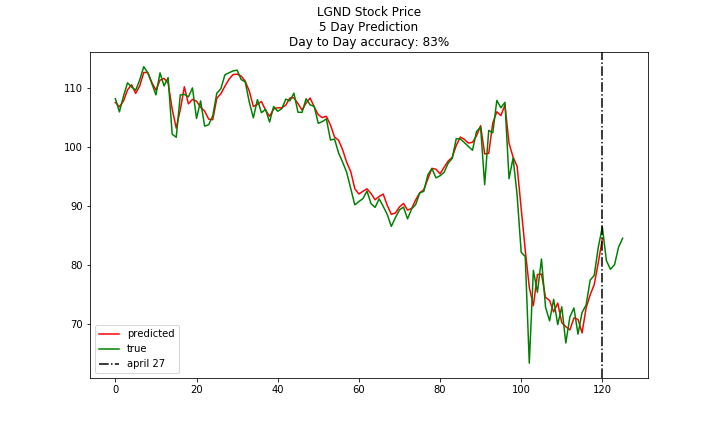 LGND Stock Price
5 Day Prediction
Day to Day accuracy: 83%
110
100
90
80
70
predicted
true
april 27
0 20 40 60 80 100 120